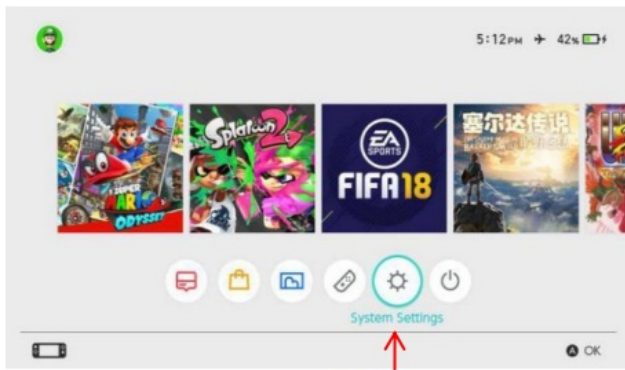 5:12PM 42%
SUPER
MARIO
ODYSSEY
Splatoon 2
EA
SPORTS
FIFA18
塞尔达传说
System Settings
A OK